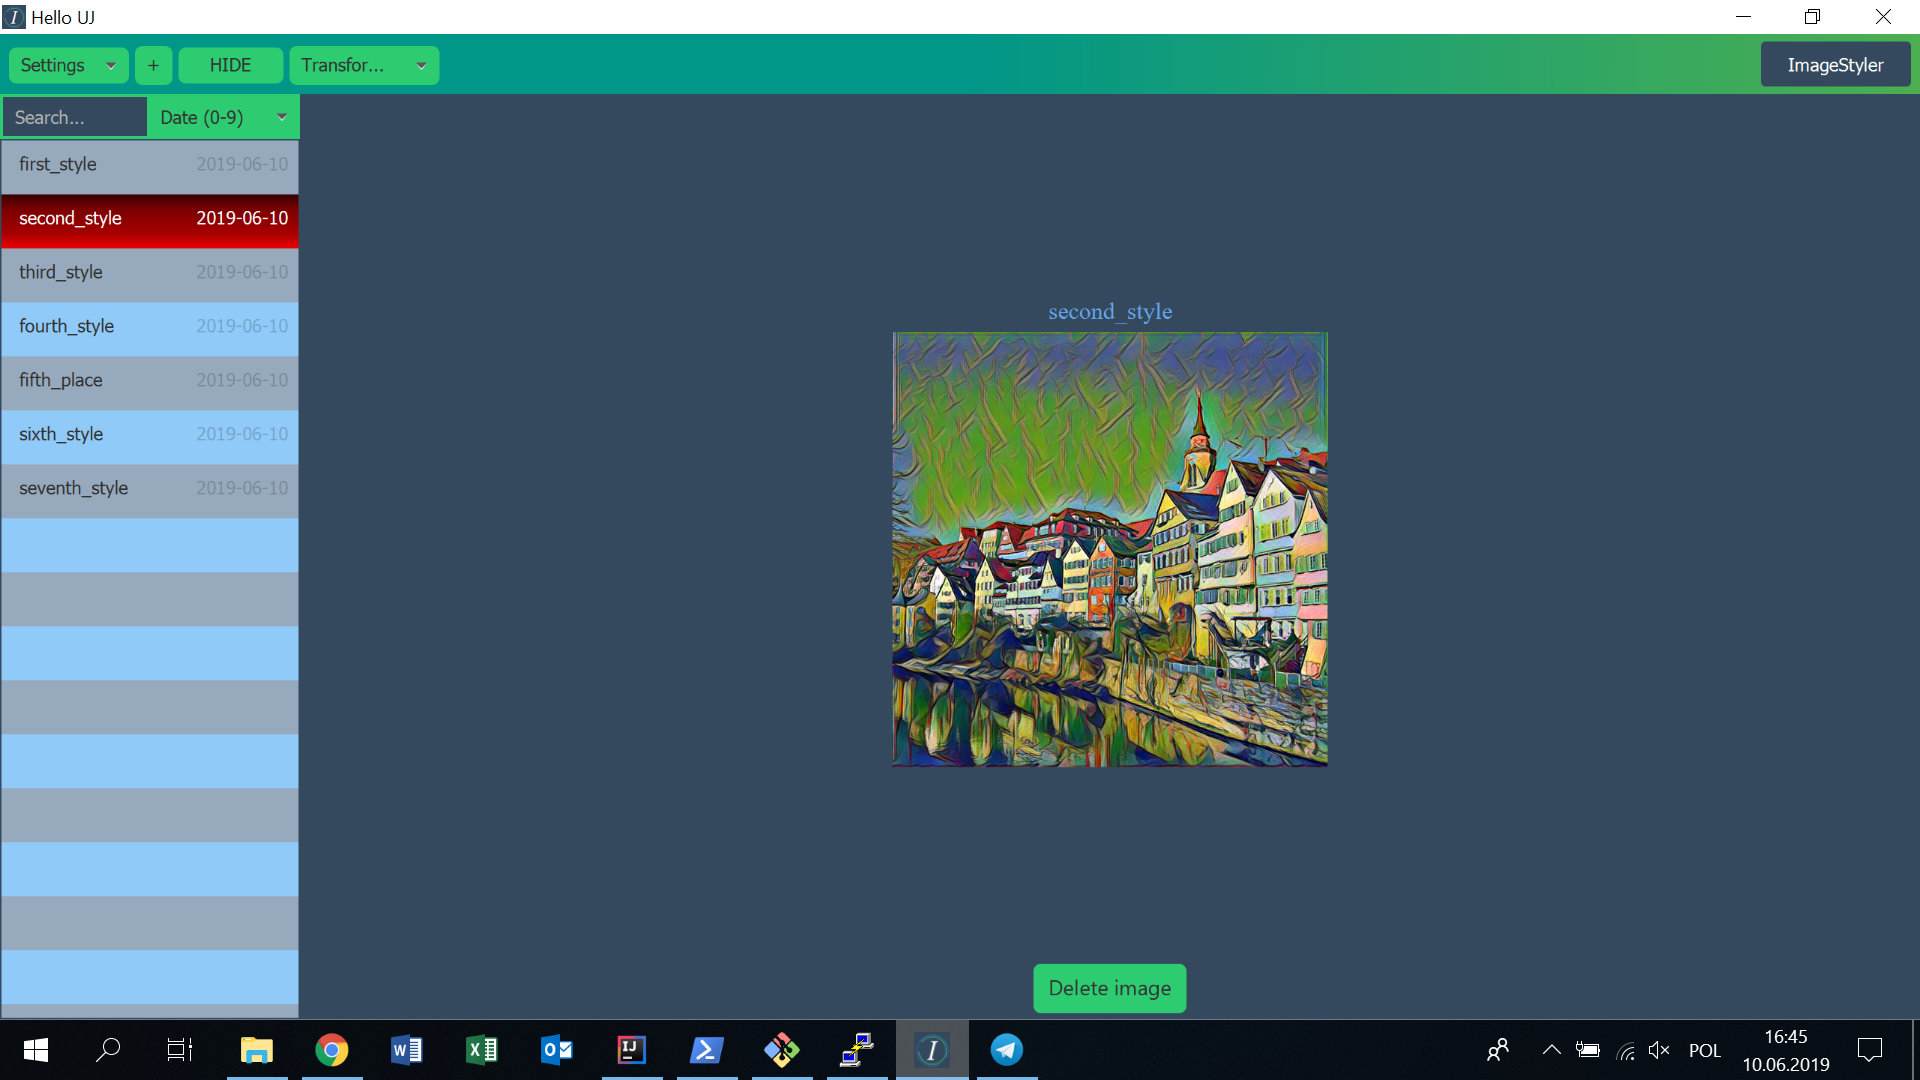 Hello UJ
Settings + HIDE Transfor... ImageStyler
Search... Date (0-9)
first_style 2019-06-10
second_style 2019-06-10
third_style 2019-06-10
fourth_style 2019-06-10
fifth_place 2019-06-10
sixth_style 2019-06-10
seventh_style 2019-06-10
second_style
Delete image
POL
16:45
10.06.2019